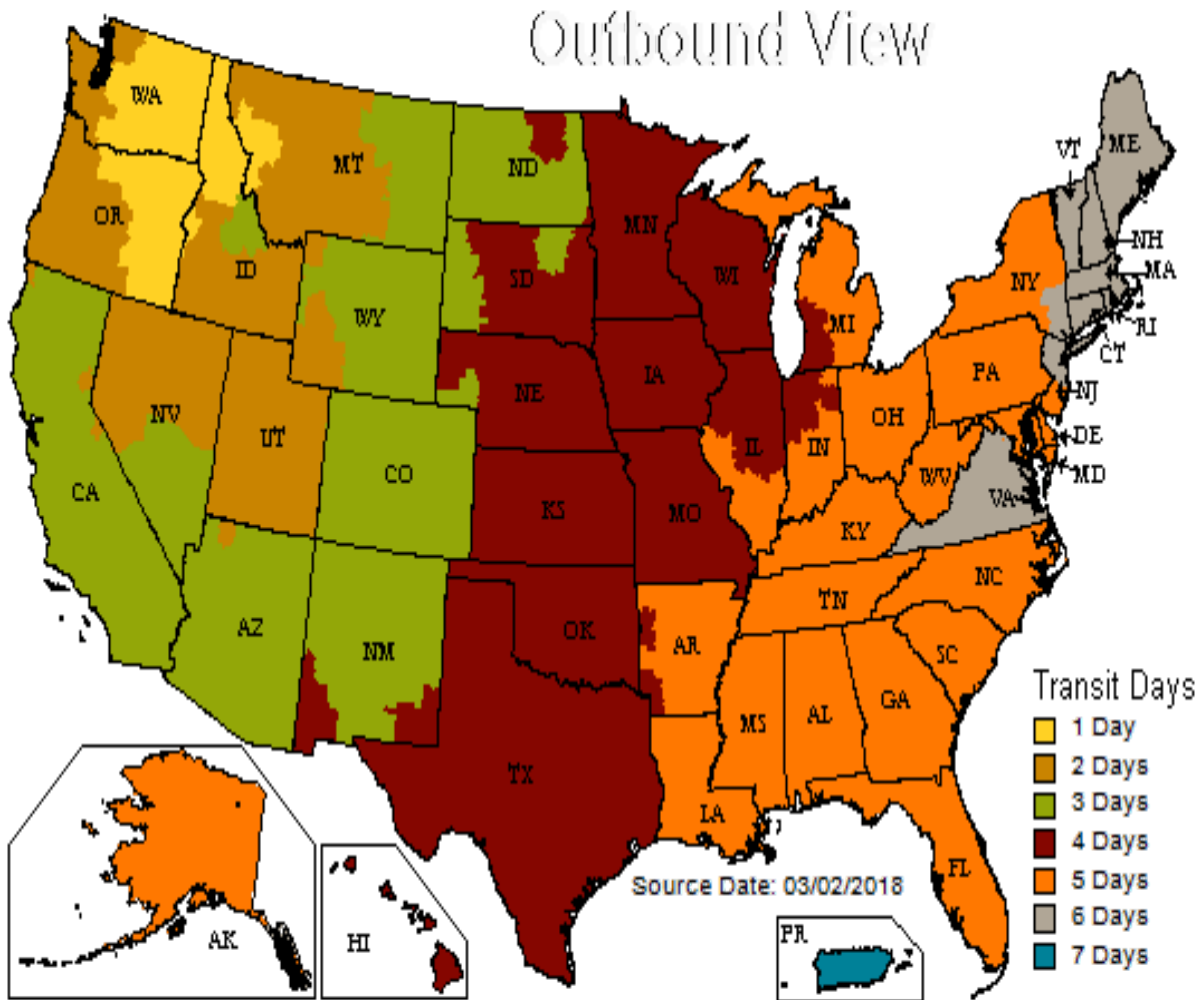 Outbound View
WA
OR
MT
ID
ND
MN
SD
WI
WY
NE
IA
MI
NV
UT
CO
CA
KS
MO
IL
IN
OH
PA
NY
VT
ME
NH
MA
RI
CT
NJ
DE
MD
WV
VA
KY
NC
TN
SC
AZ
NM
OK
AR
MS
AL
GA
TX
LA
FL
AK
HI
PR
Transit Days
1 Day
2 Days
3 Days
4 Days
5 Days
6 Days
7 Days
Source Date: 03/02/2018